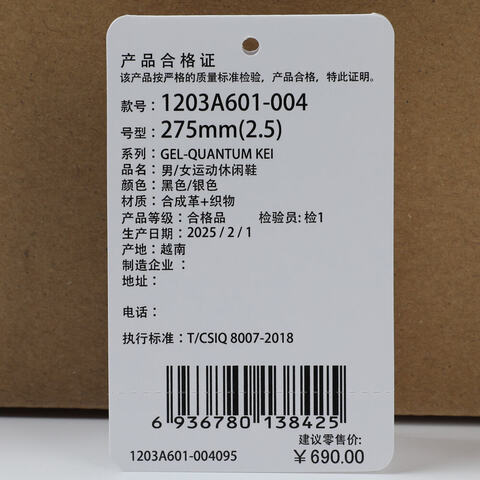 产品合格证
该产品按严格的质量标准检验，产品合格，特此证明。
款号：1203A601-004
号型：275mm(2.5)
系列：GEL-QUANTUM KEI
品名：男/女运动休闲鞋
颜色：黑色/银色
材质：合成革+织物
产品等级：合格品 检验员: 检1
生产日期：2025 / 2 / 1
产地：越南
制造企业 ：
地址：
电话：
执行标准：T/CSIQ 8007-2018
6 936780 138425
建议零售价:
1203A601-004095 ￥690.00